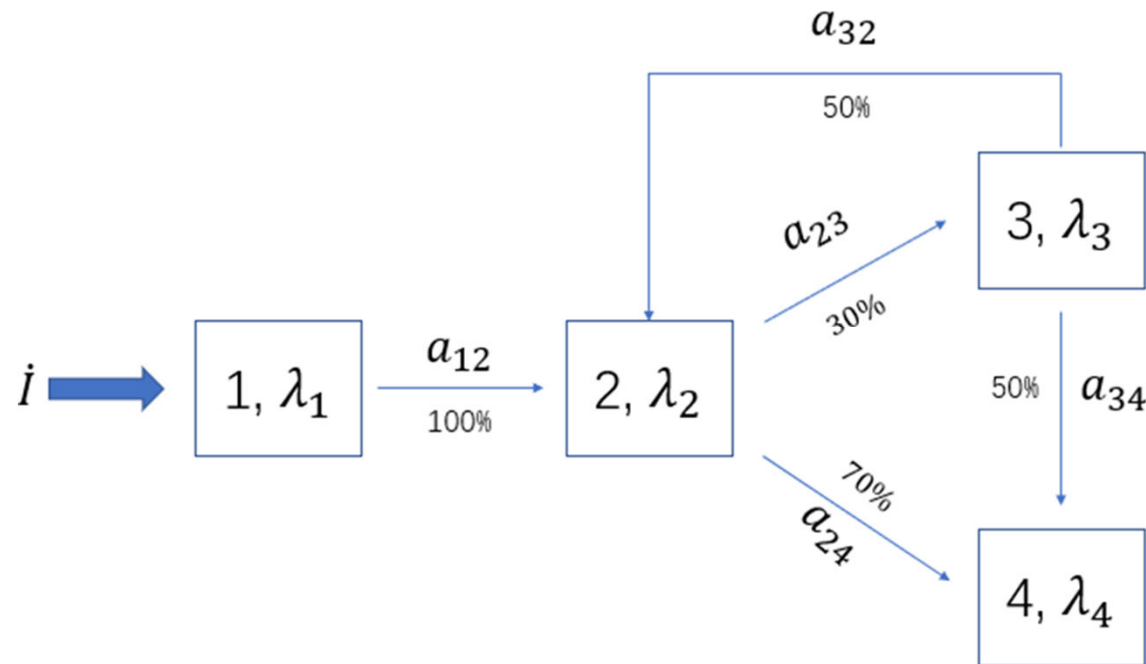 a₃₂
50%
3, λ₃
a₂₃
30%
İ
1, λ₁
a₁₂
100%
2, λ₂
50%
a₃₄
70%
a₂₄
4, λ₄